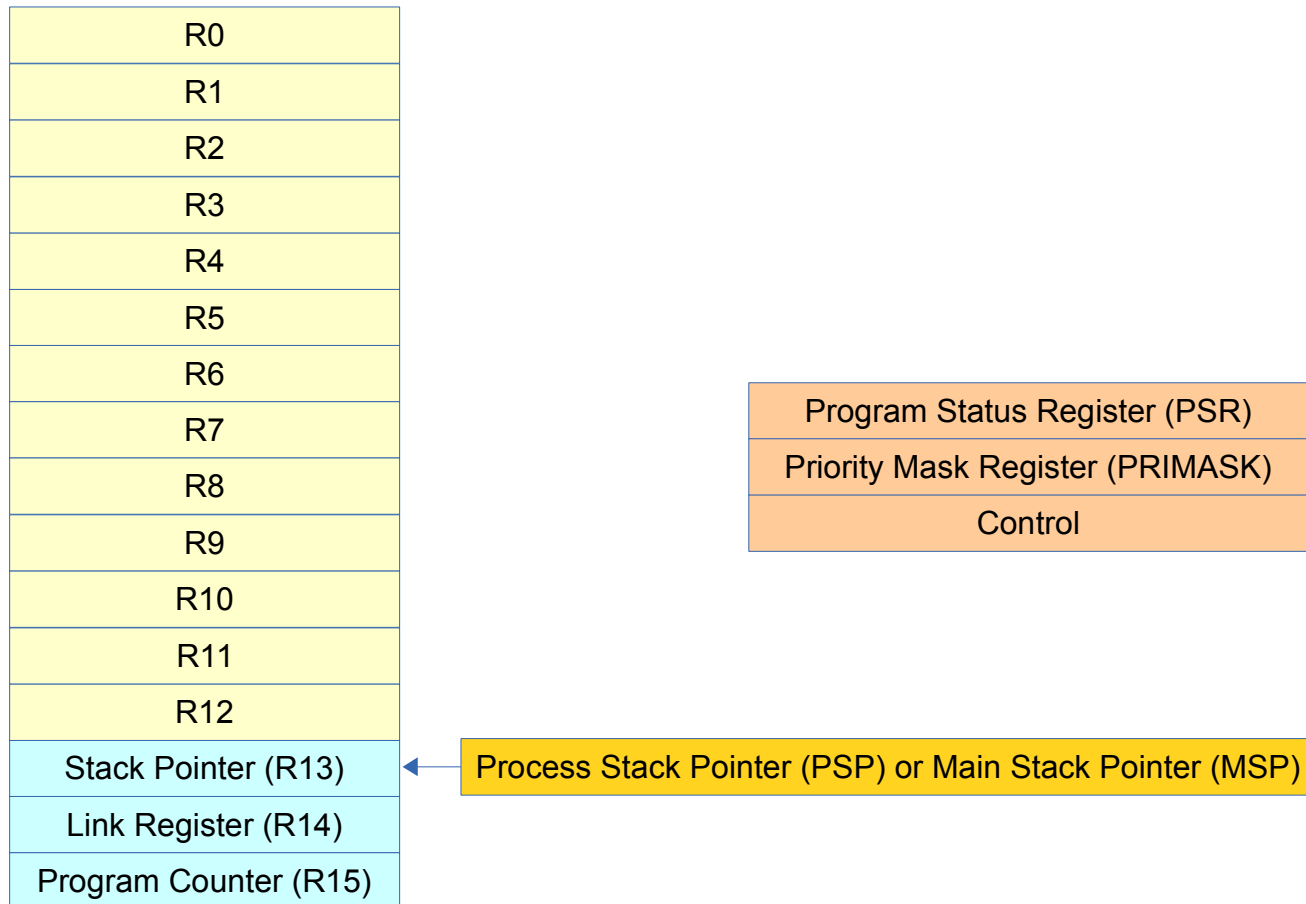 R0
R1
R2
R3
R4
R5
R6
R7
R8
R9
R10
R11
R12
Stack Pointer (R13)
Link Register (R14)
Program Counter (R15)
Program Status Register (PSR)
Priority Mask Register (PRIMASK)
Control
Process Stack Pointer (PSP) or Main Stack Pointer (MSP)